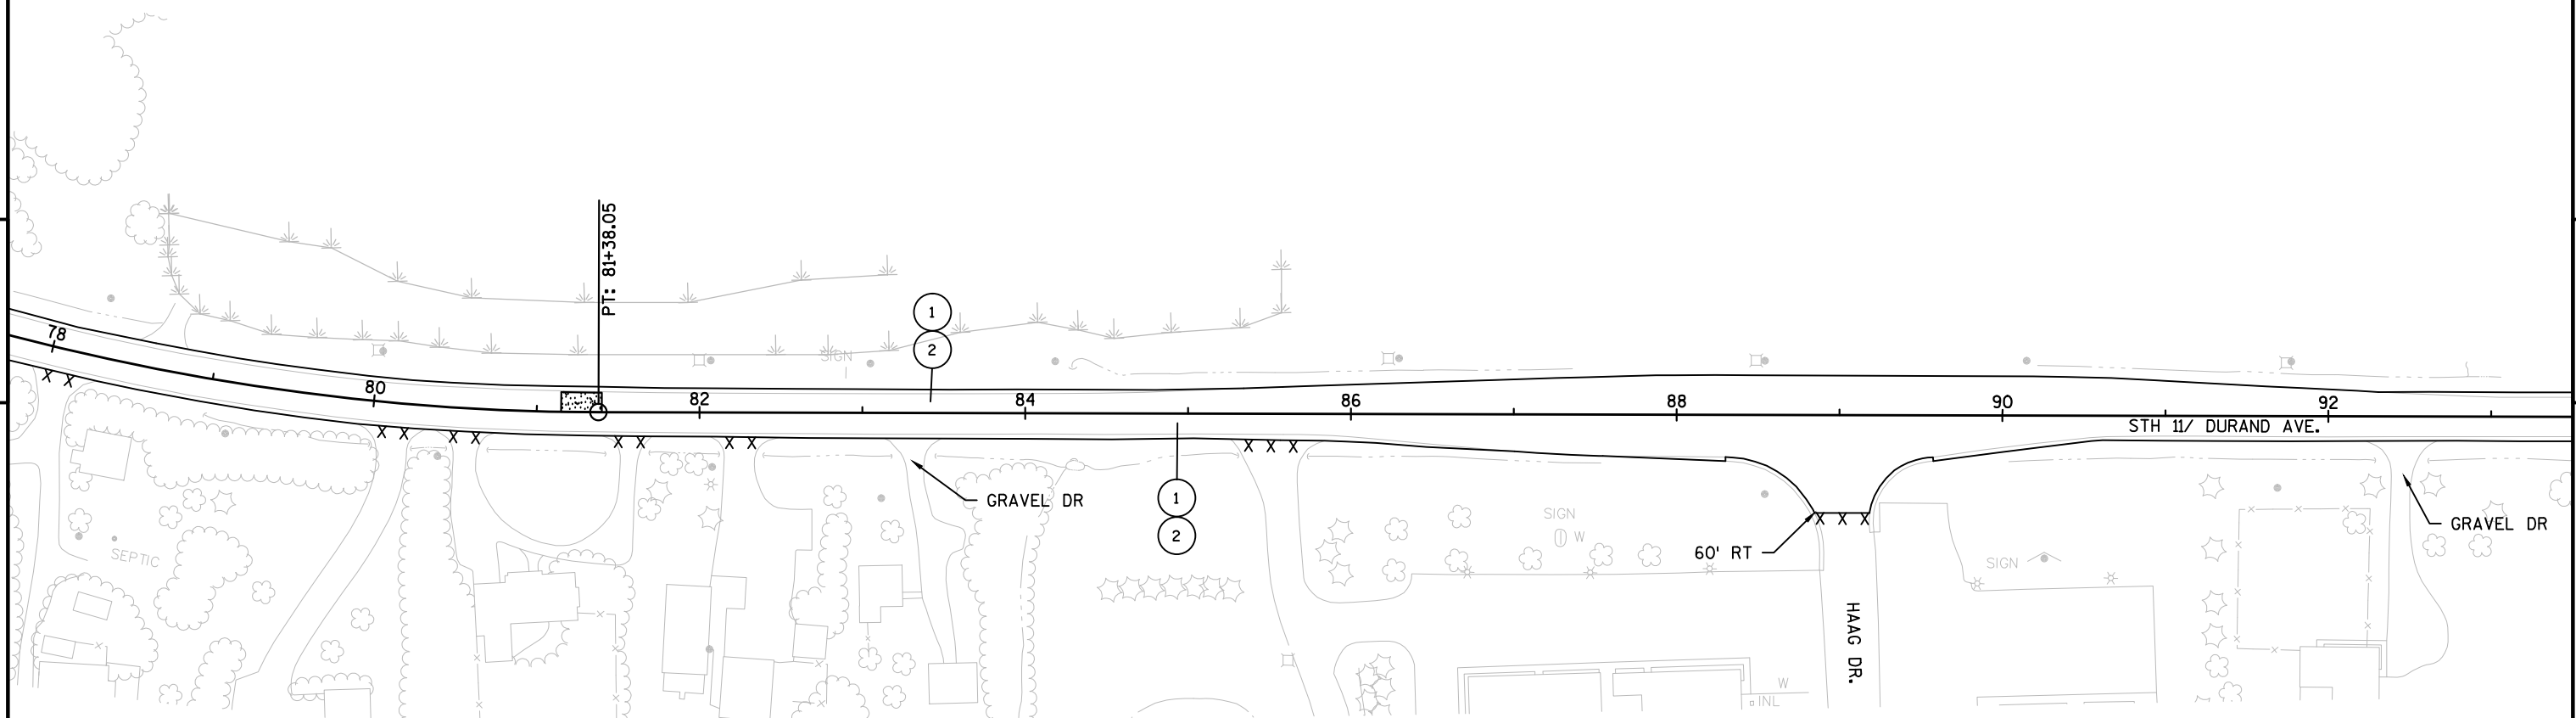 PT: 81+38.05
1
2
SIGN
78
80
82
84
86
88
90
92
STH 11/ DURAND AVE.
1
2
GRAVEL DR
SIGN
W
60' RT
SIGN
GRAVEL DR
SEPTIC
HAAG DR.
W
INL